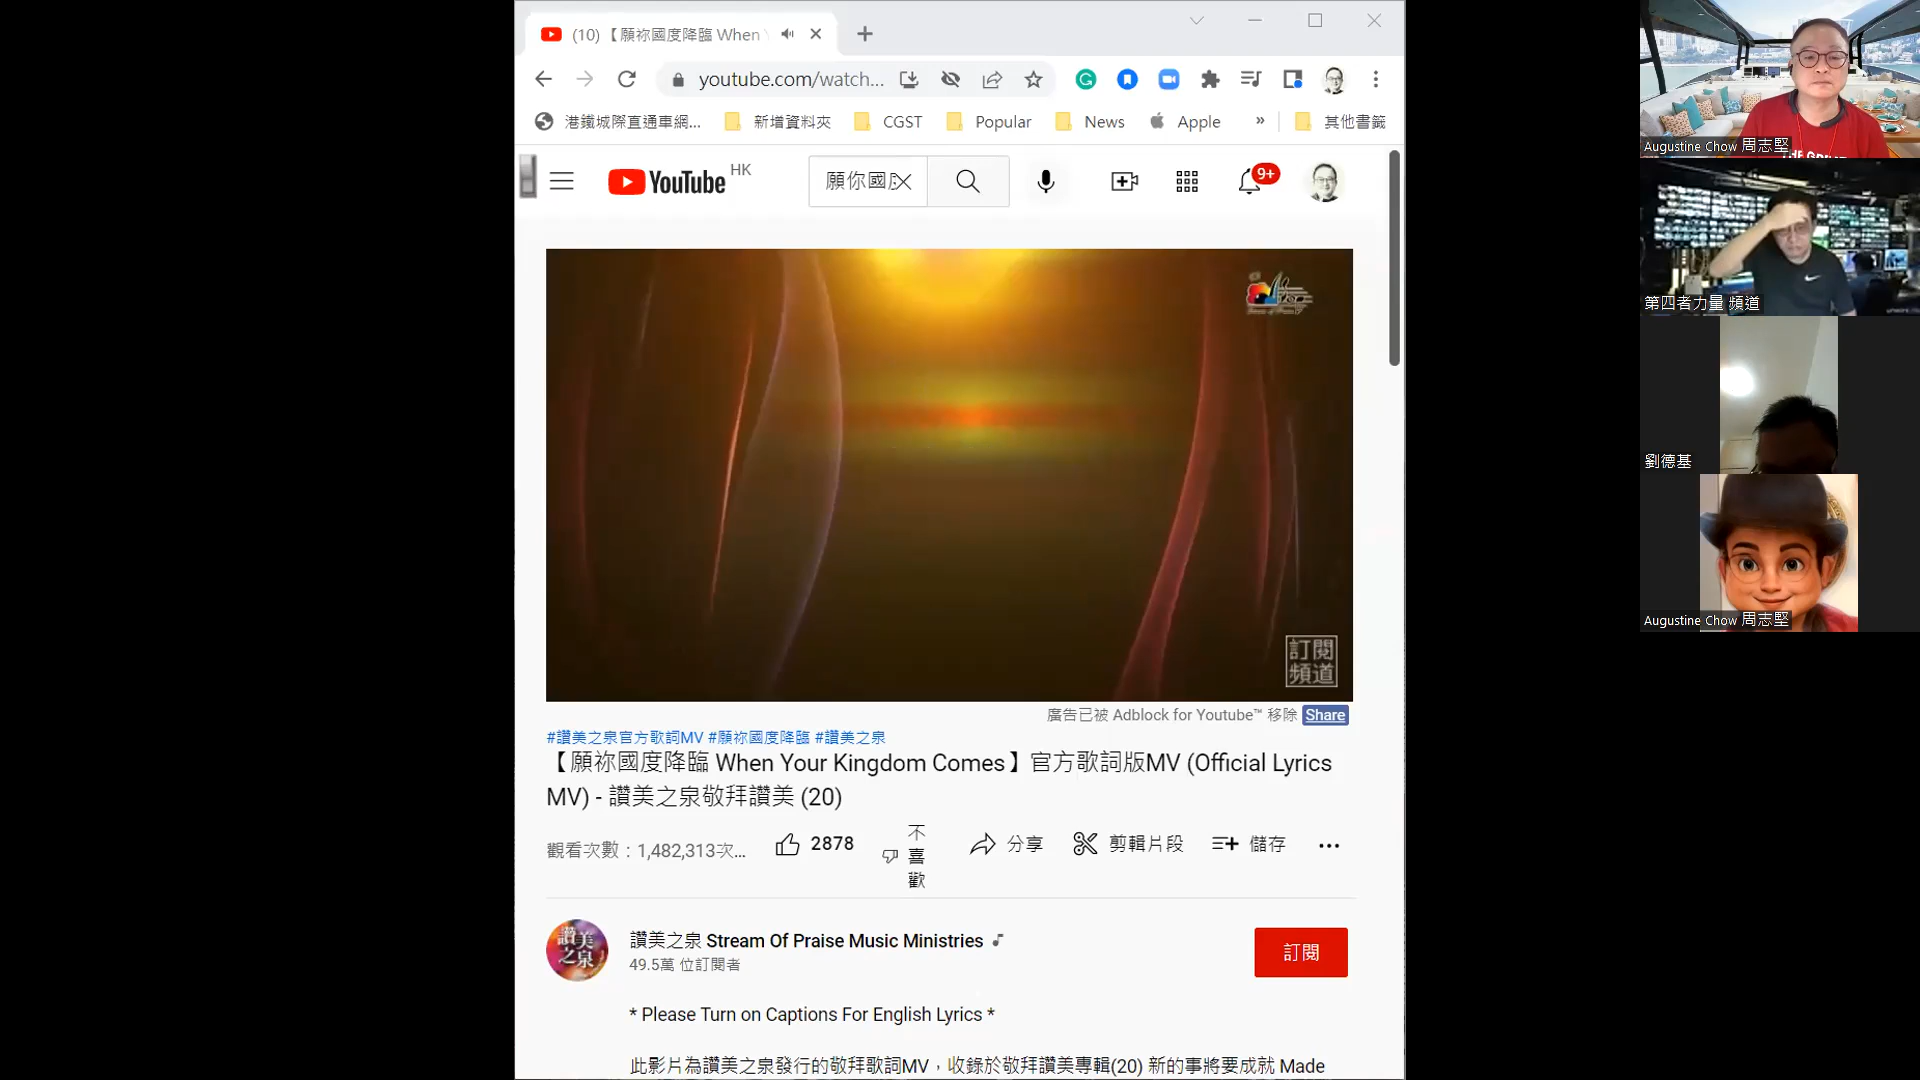 (10)【願祢國度降臨 When
youtube.com/watch...
港鐵城際直通車網...
新增資料夾
CGST
Popular
News
Apple
»
其他書籤
YouTube HK
願你國
9+
訂閱
頻道
廣告已被 Adblock for Youtube™ 移除 Share
#讚美之泉官方歌詞MV #願祢國度降臨 #讚美之泉
【願祢國度降臨 When Your Kingdom Comes】官方歌詞版MV (Official Lyrics
MV) - 讚美之泉敬拜讚美 (20)
觀看次數：1,482,313次...
2878
不喜歡
分享
剪輯片段
儲存
讚美之泉
讚美之泉 Stream Of Praise Music Ministries
49.5萬 位訂閱者
訂閱
* Please Turn on Captions For English Lyrics *
此影片為讚美之泉發行的敬拜歌詞MV，收錄於敬拜讚美專輯(20) 新的事將要成就 Made
Augustine Chow 周志堅
第四者力量 頻道
劉德基
Augustine Chow 周志堅